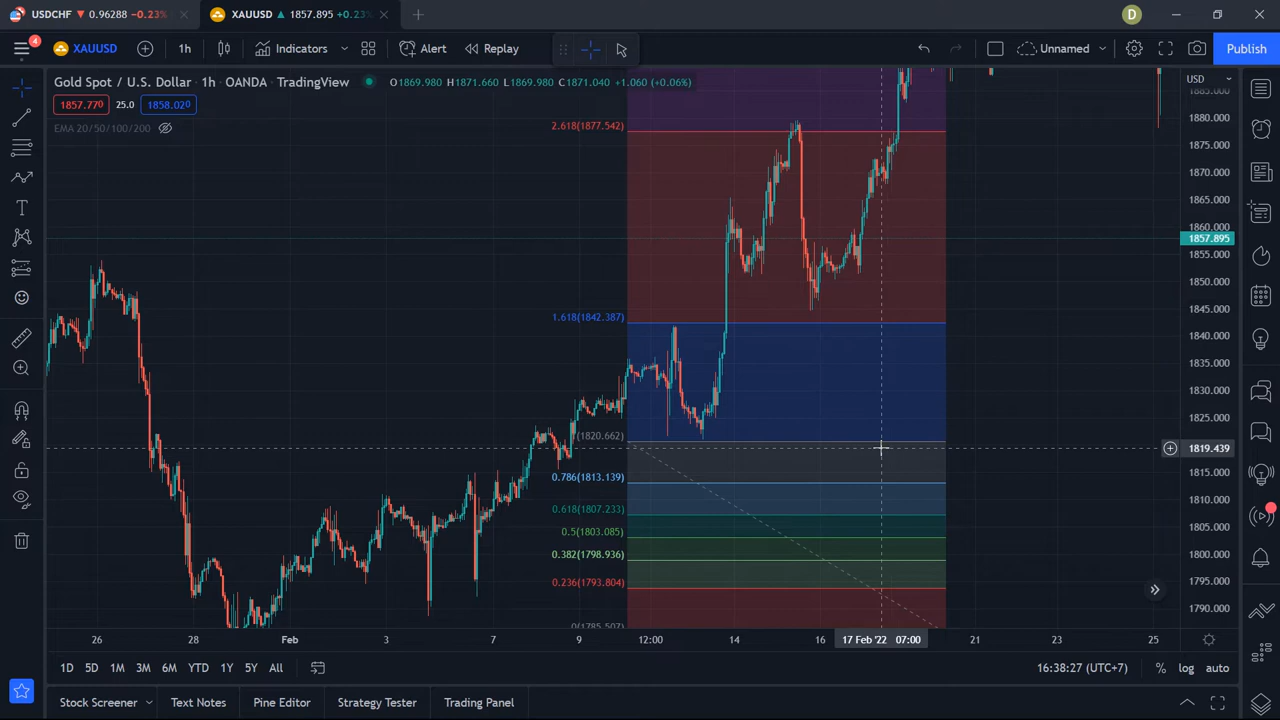 USDCHF ▲ 0.96288 −0.23%
XAUUSD ▲ 1857.895 +0.23%
D
4
XAUUSD
1h
Indicators
Alert
Replay
Unnamed
Publish
Gold Spot / U.S. Dollar · 1h · OANDA · TradingView
O1869.980 H1871.660 L1869.980 C1871.040 +1.060 (+0.06%)
USD
1857.770
25.0
1858.020
EMA 20/50/100/200
2.618(1877.542)
1.618(1842.387)
(1820.662)
0.786(1813.139)
0.618(1807.233)
0.5(1803.085)
0.382(1798.936)
0.236(1793.804)
0(1785.507)
1885.000
1880.000
1875.000
1870.000
1865.000
1860.000
1857.895
1855.000
1850.000
1845.000
1840.000
1835.000
1830.000
1825.000
1819.439
1815.000
1810.000
1805.000
1800.000
1795.000
1790.000
26
28
Feb
3
7
9
12:00
14
16
17 Feb '22 07:00
21
23
25
1D
5D
1M
3M
6M
YTD
1Y
5Y
All
16:38:27 (UTC+7)
%
log
auto
Stock Screener
Text Notes
Pine Editor
Strategy Tester
Trading Panel